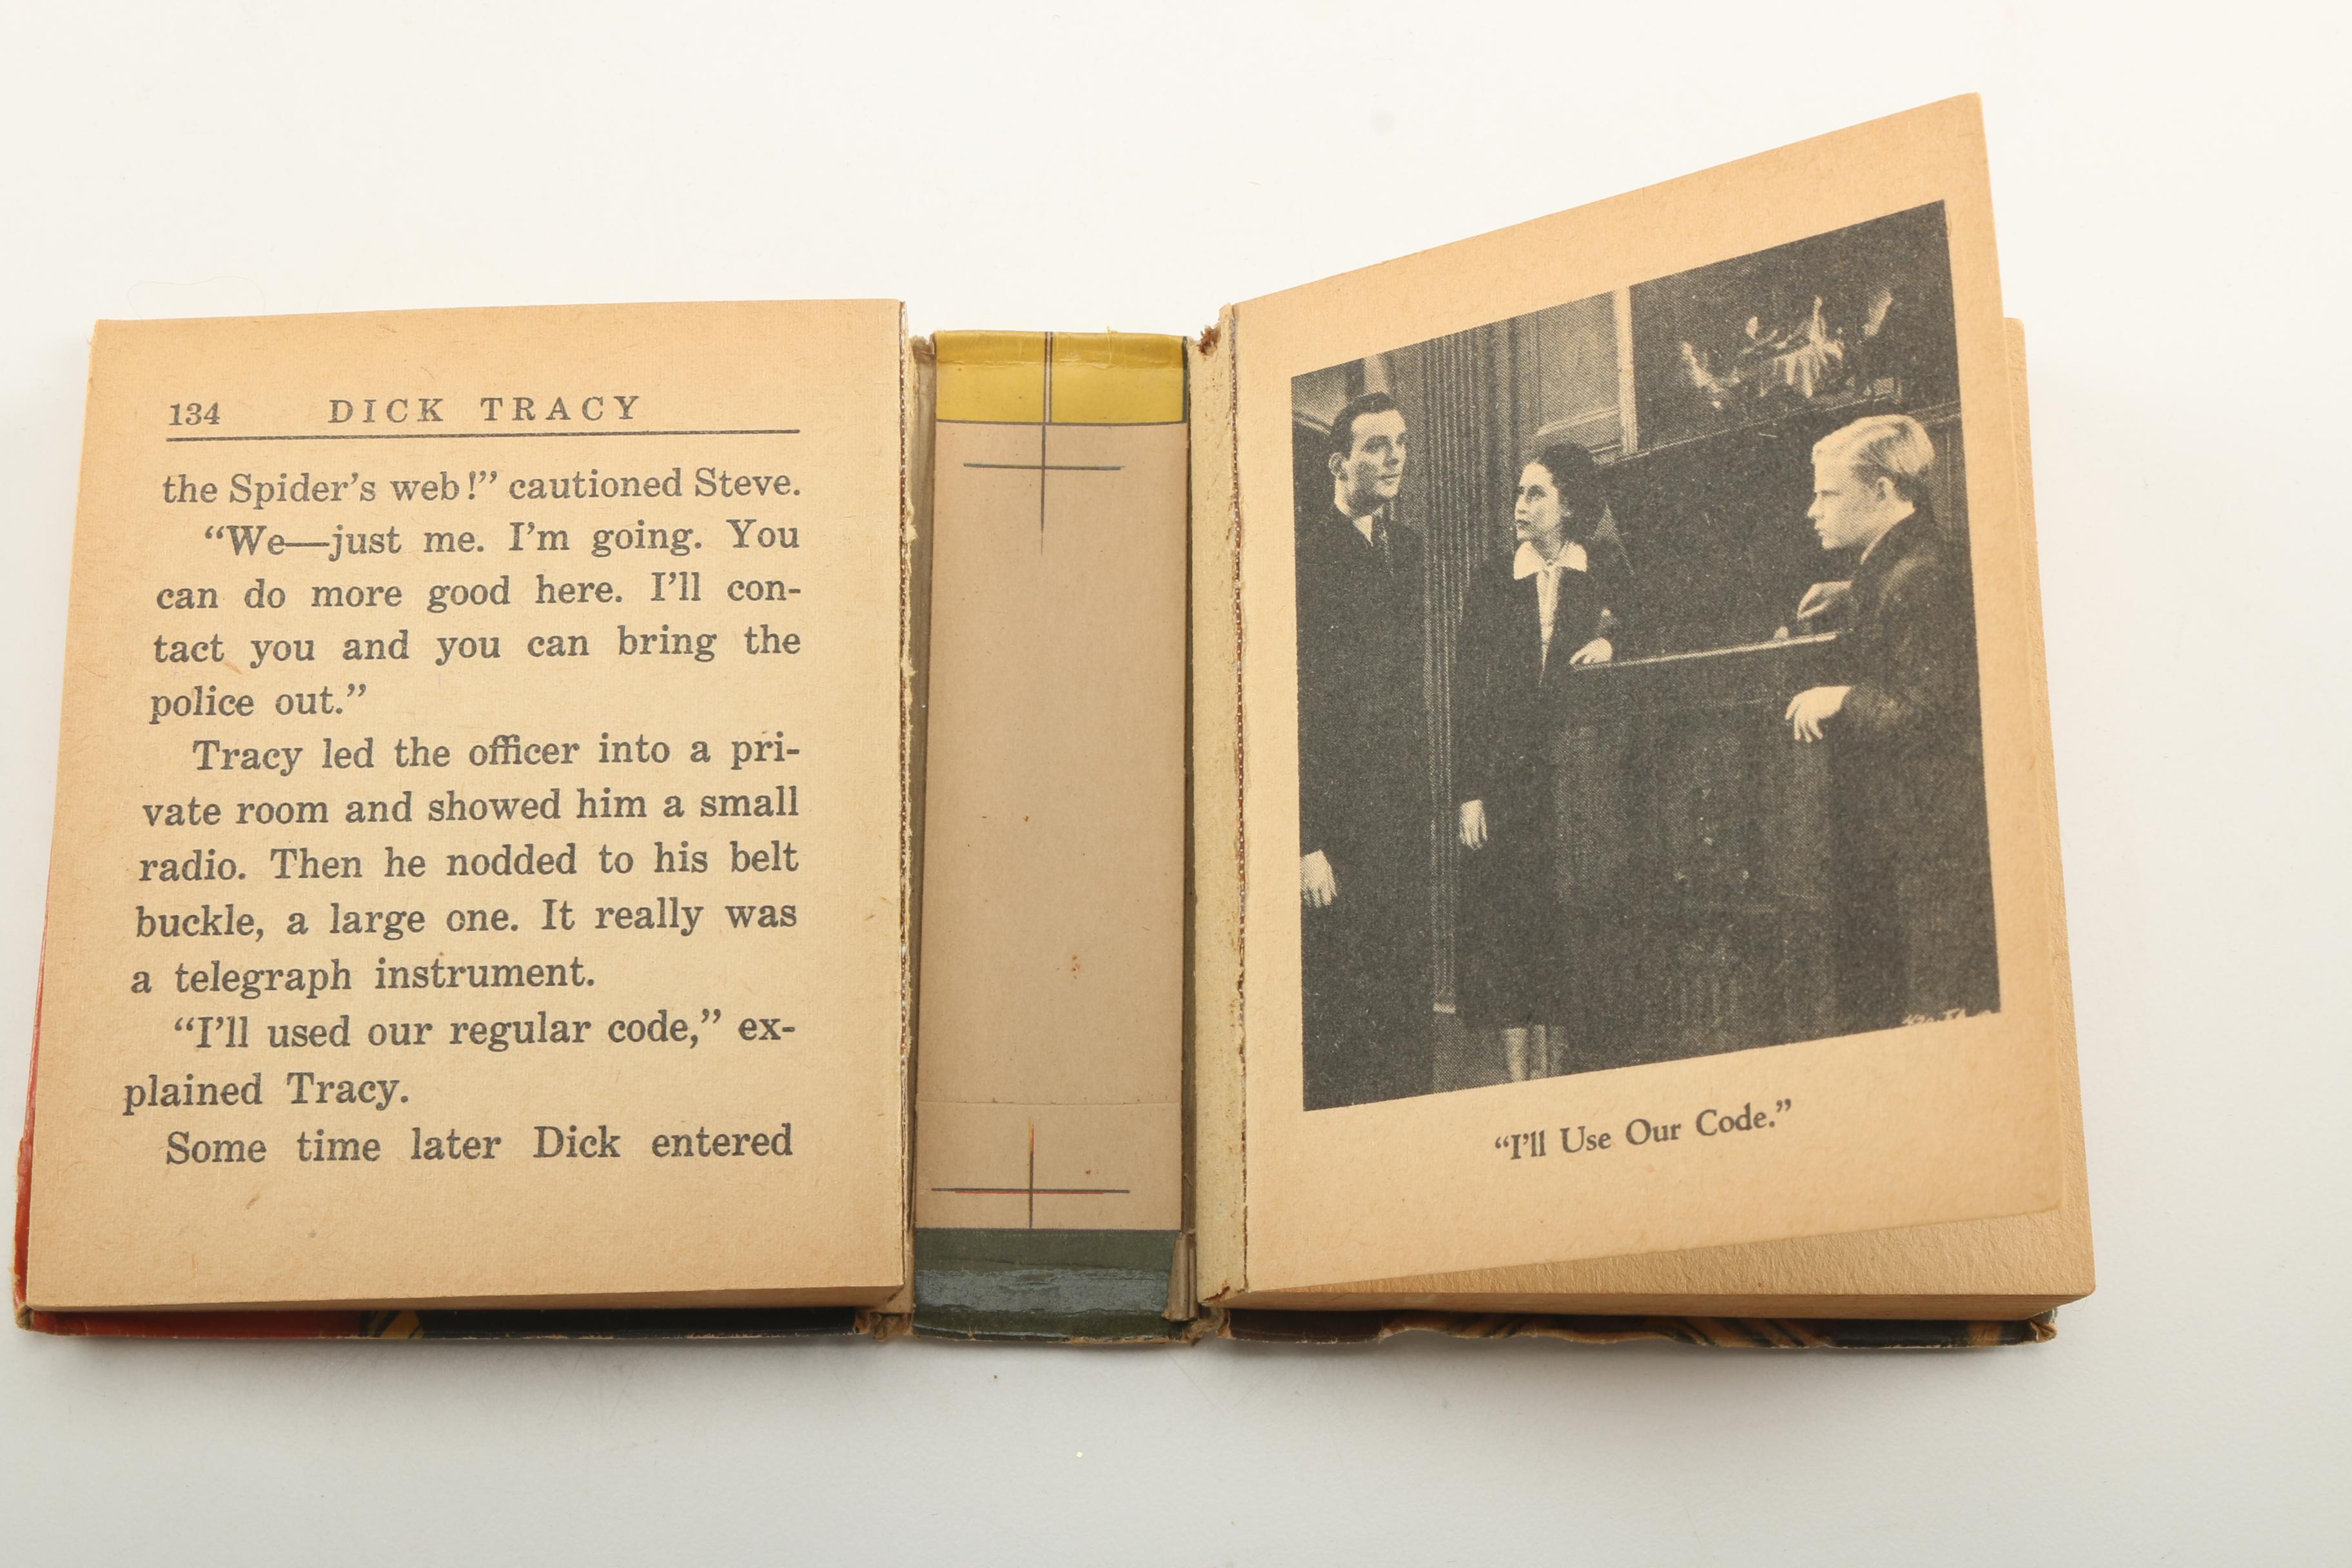 134 DICK TRACY
the Spider's web!” cautioned Steve.
“We—just me. I'm going. You
can do more good here. I'll con-
tact you and you can bring the
police out.”
Tracy led the officer into a pri-
vate room and showed him a small
radio. Then he nodded to his belt
buckle, a large one. It really was
a telegraph instrument.
“I'll used our regular code,” ex-
plained Tracy.
Some time later Dick entered
“I'll Use Our Code.”